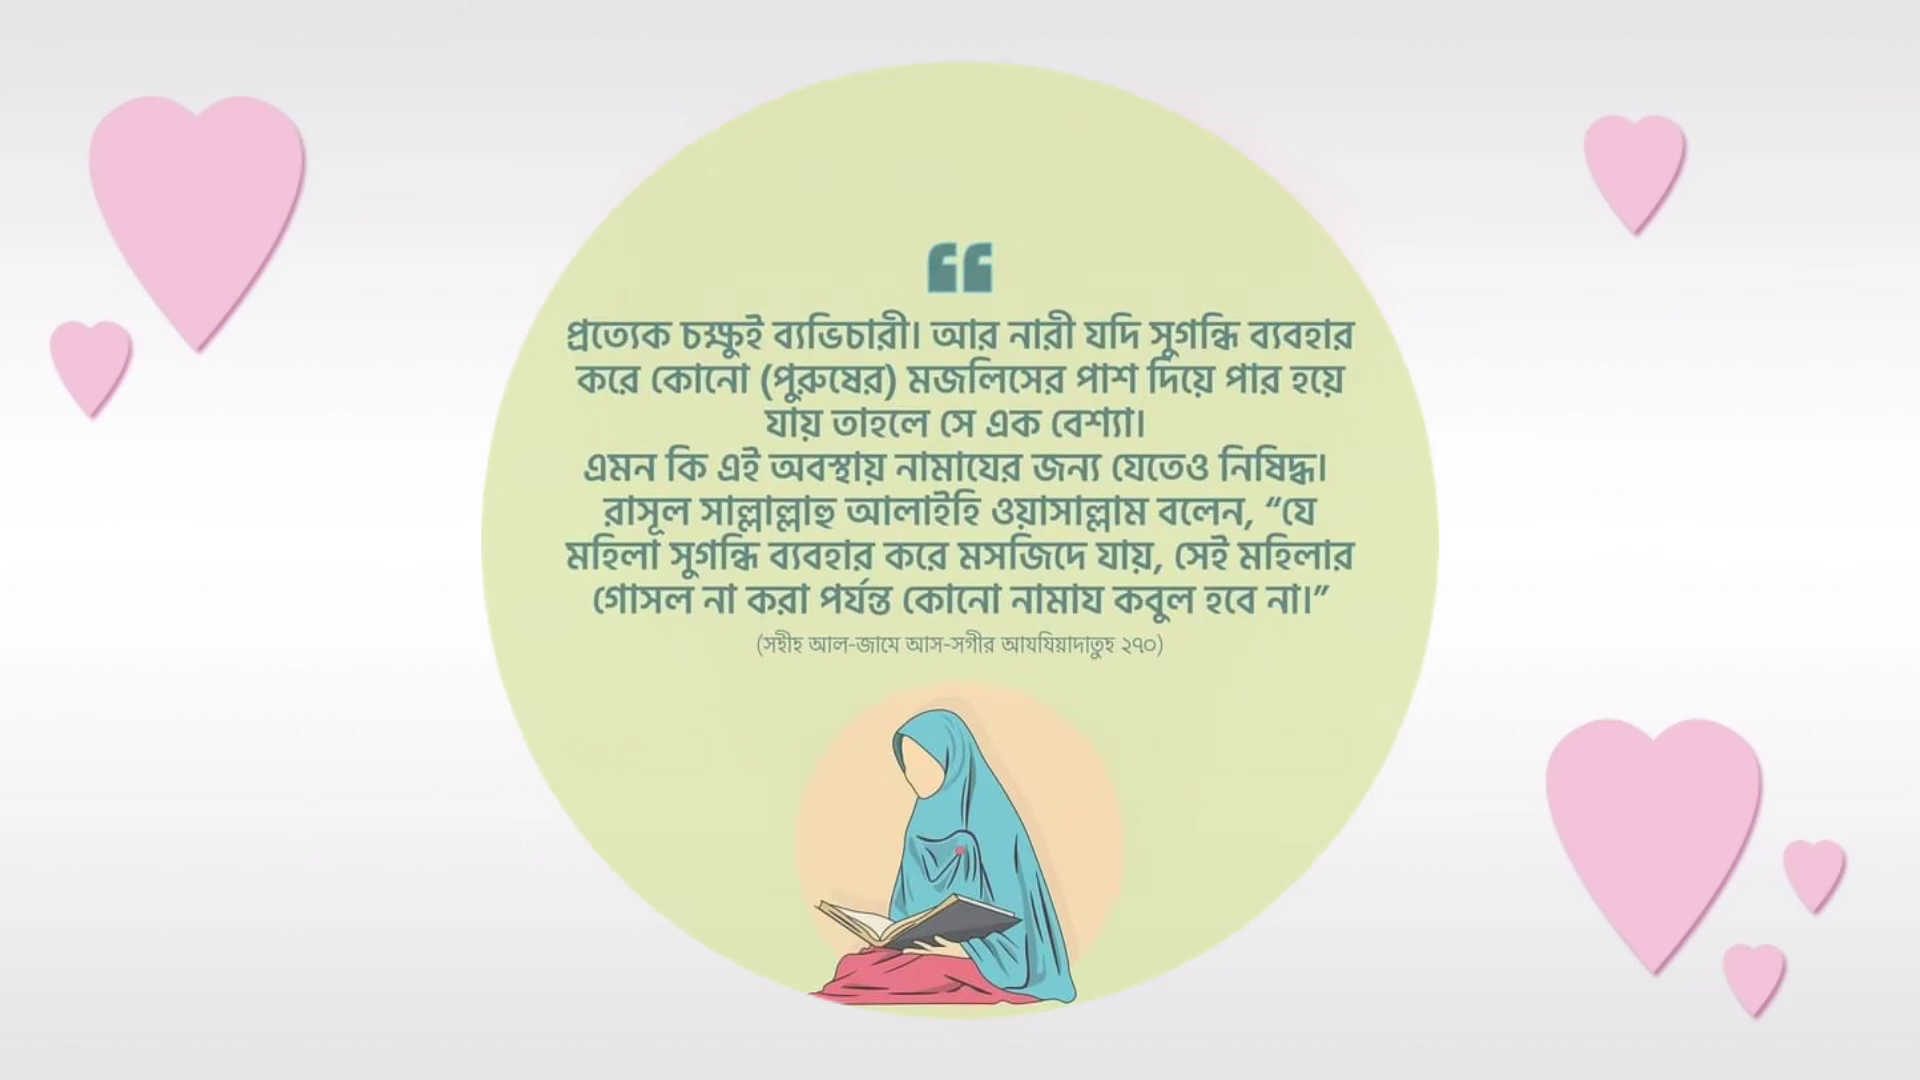 ❝
প্রত্যেক চক্ষুই ব্যভিচারী। আর নারী যদি সুগন্ধি ব্যবহার
করে কোনো (পুরুষের) মজলিসের পাশ দিয়ে পার হয়ে
যায় তাহলে সে এক বেশ্যা।
এমন কি এই অবস্থায় নামাযের জন্য যেতেও নিষিদ্ধ।
রাসূল সাল্লাল্লাহু আলাইহি ওয়াসাল্লাম বলেন, “যে
মহিলা সুগন্ধি ব্যবহার করে মসজিদে যায়, সেই মহিলার
গোসল না করা পর্যন্ত কোনো নামায কবুল হবে না।”
(সহীহ আল-জামে আস-সগীর আযযিয়াদাতুহ ২৭০)